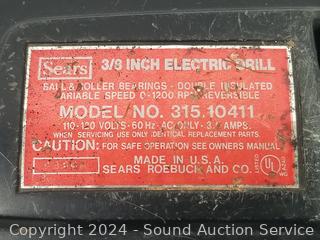 Sears 3/8 INCH ELECTRIC DRILL
BALL & ROLLER BEARINGS - DOUBLE INSULATED
VARIABLE SPEED 0-1200 RPM REVERSIBLE
MODEL NO. 315.10411
110-120 VOLTS - 60 Hz - AC ONLY - AMPS.
WHEN SERVICING USE ONLY IDENTICAL REPLACEMENT PARTS.
CAUTION: FOR SAFE OPERATION SEE OWNERS MANUAL
MADE IN U.S.A.
SEARS ROEBUCK AND CO.
LISTED
UL
Copyright 2024 - Sound Auction Service